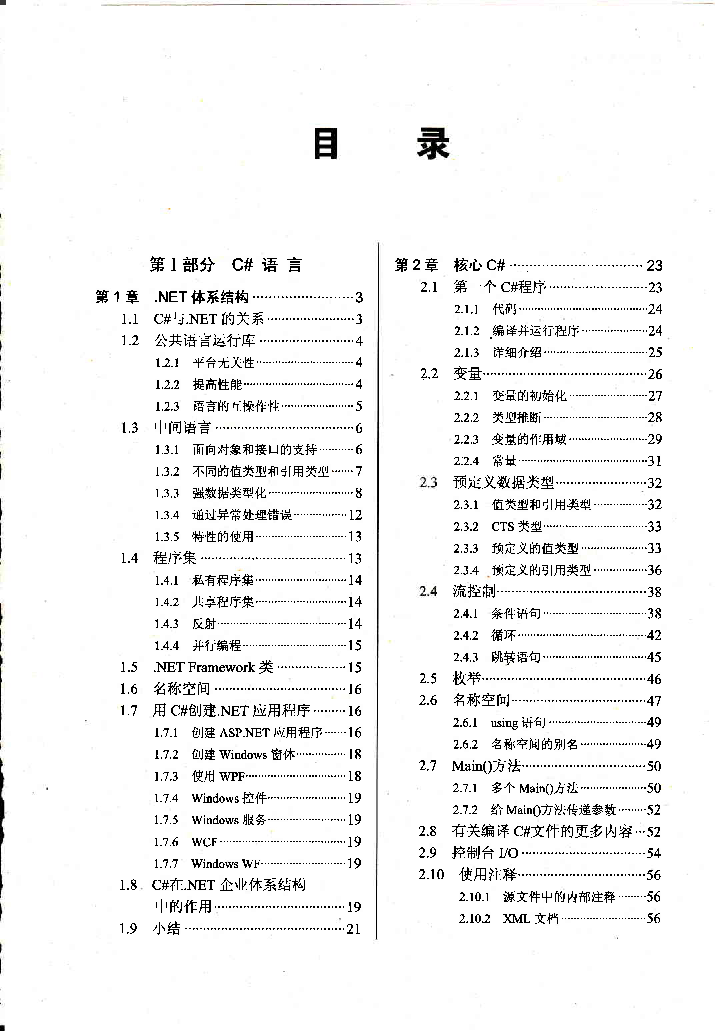 目 录
第Ⅰ部分 C# 语 言
第 1 章 .NET 体系结构 ························ 3
1.1 C#与.NET 的关系 ····················· 3
1.2 公共语言运行库 ······················ 4
1.2.1 平台无关性 ························ 4
1.2.2 提高性能 ·························· 4
1.2.3 语言的互操作性 ·················· 5
1.3 中间语言 ································· 6
1.3.1 面向对象和接口的支持 ·········· 6
1.3.2 不同的值类型和引用类型 ······ 7
1.3.3 强数据类型化 ···················· 8
1.3.4 通过异常处理错误 ·············· 12
1.3.5 特性的使用 ······················ 13
1.4 程序集 ··································· 13
1.4.1 私有程序集 ······················ 14
1.4.2 共享程序集 ······················ 14
1.4.3 反射 ······························· 14
1.4.4 并行编程 ························· 15
1.5 .NET Framework 类 ·················· 15
1.6 名称空间 ································ 16
1.7 用 C#创建.NET 应用程序 ········· 16
1.7.1 创建 ASP.NET 应用程序 ······ 16
1.7.2 创建 Windows 窗体 ············ 18
1.7.3 使用 WPF ························ 18
1.7.4 Windows 控件 ··················· 19
1.7.5 Windows 服务 ··················· 19
1.7.6 WCF ······························· 19
1.7.7 Windows WF ····················· 19
1.8 C#在.NET 企业体系结构
中的作用 ································ 19
1.9 小结 ······································ 21
第 2 章 核心 C# ································ 23
2.1 第一个 C#程序 ························ 23
2.1.1 代码 ······························· 24
2.1.2 编译并运行程序 ················· 24
2.1.3 详细介绍 ························· 25
2.2 变量 ······································ 26
2.2.1 变量的初始化 ···················· 27
2.2.2 类型推断 ························· 28
2.2.3 变量的作用域 ···················· 29
2.2.4 常量 ······························· 31
2.3 预定义数据类型 ······················ 32
2.3.1 值类型和引用类型 ·············· 32
2.3.2 CTS 类型 ························· 33
2.3.3 预定义的值类型 ················· 33
2.3.4 预定义的引用类型 ·············· 36
2.4 流控制 ··································· 38
2.4.1 条件语句 ························· 38
2.4.2 循环 ······························· 42
2.4.3 跳转语句 ························· 45
2.5 枚举 ······································ 46
2.6 名称空间 ································ 47
2.6.1 using 语句 ························ 49
2.6.2 名称空间的别名 ················· 49
2.7 Main()方法 ······························ 50
2.7.1 多个 Main()方法 ················ 50
2.7.2 给 Main()方法传递参数 ········ 52
2.8 有关编译 C#文件的更多内容 ··· 52
2.9 控制台 I/O ······························ 54
2.10 使用注释 ······························ 56
2.10.1 源文件中的内部注释 ········ 56
2.10.2 XML 文档 ······················ 56